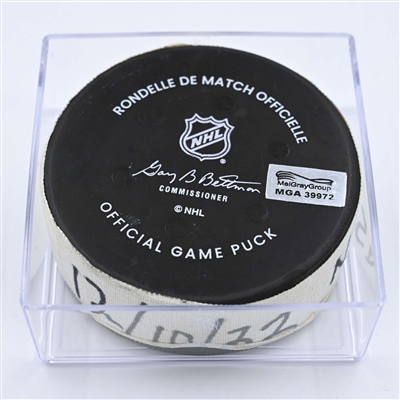 RONDELLE DE MATCH OFFICIELLE
NHL
Gary B Bettman
COMMISSIONER
© NHL
OFFICIAL GAME PUCK
MeiGrayGroup
MGA 39972
12/10/22